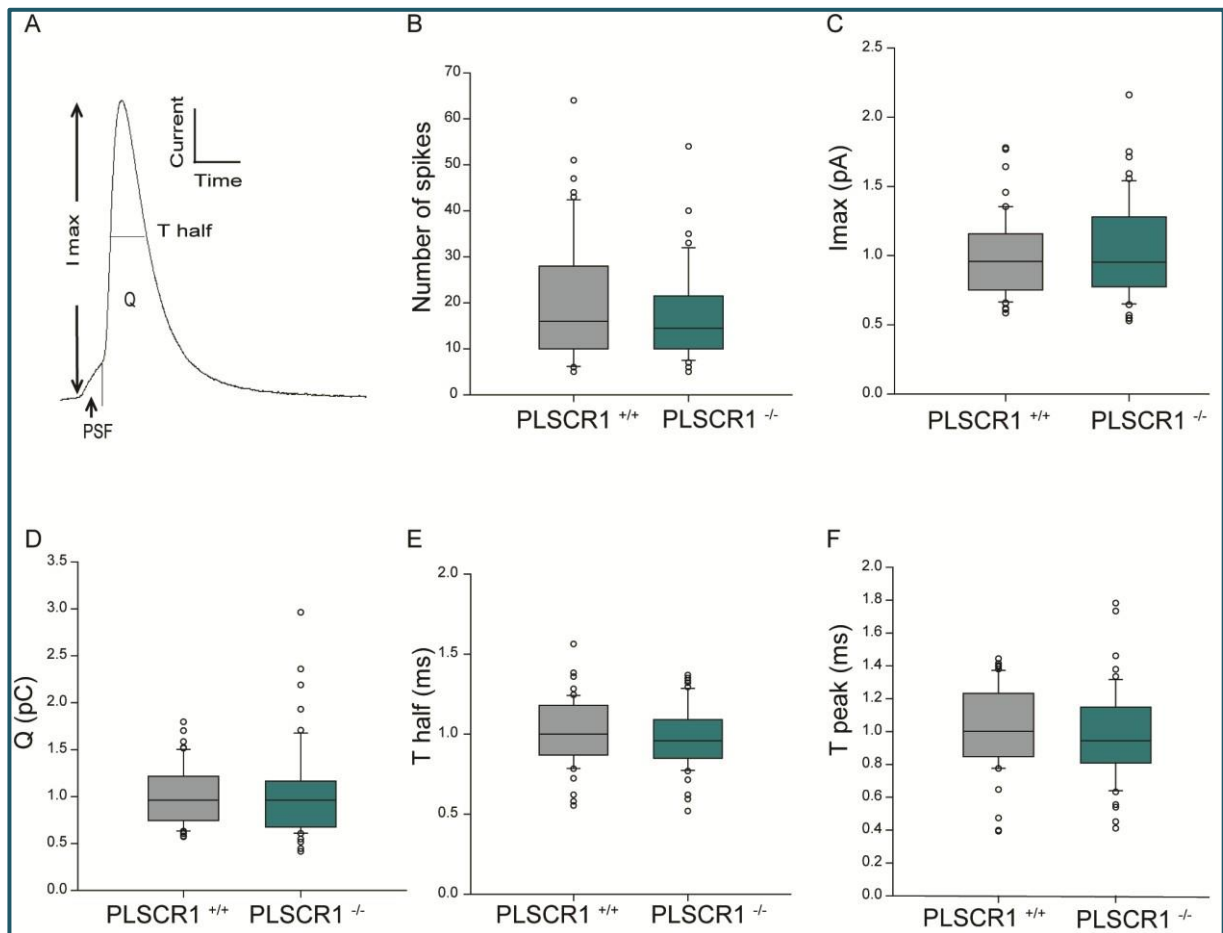 A
I max
Current
Time
T half
Q
PSF
B
Number of spikes
70
60
50
40
30
20
10
0
PLSCR1 +/+
PLSCR1 -/-
C
Imax (pA)
2.5
2.0
1.5
1.0
0.5
0.0
PLSCR1 +/+
PLSCR1 -/-
D
Q (pC)
3.5
3.0
2.5
2.0
1.5
1.0
0.5
0.0
PLSCR1 +/+
PLSCR1 -/-
E
T half (ms)
2.0
1.5
1.0
0.5
0.0
PLSCR1 +/+
PLSCR1 -/-
F
T peak (ms)
2.0
1.8
1.6
1.4
1.2
1.0
0.8
0.6
0.4
0.2
0.0
PLSCR1 +/+
PLSCR1 -/-